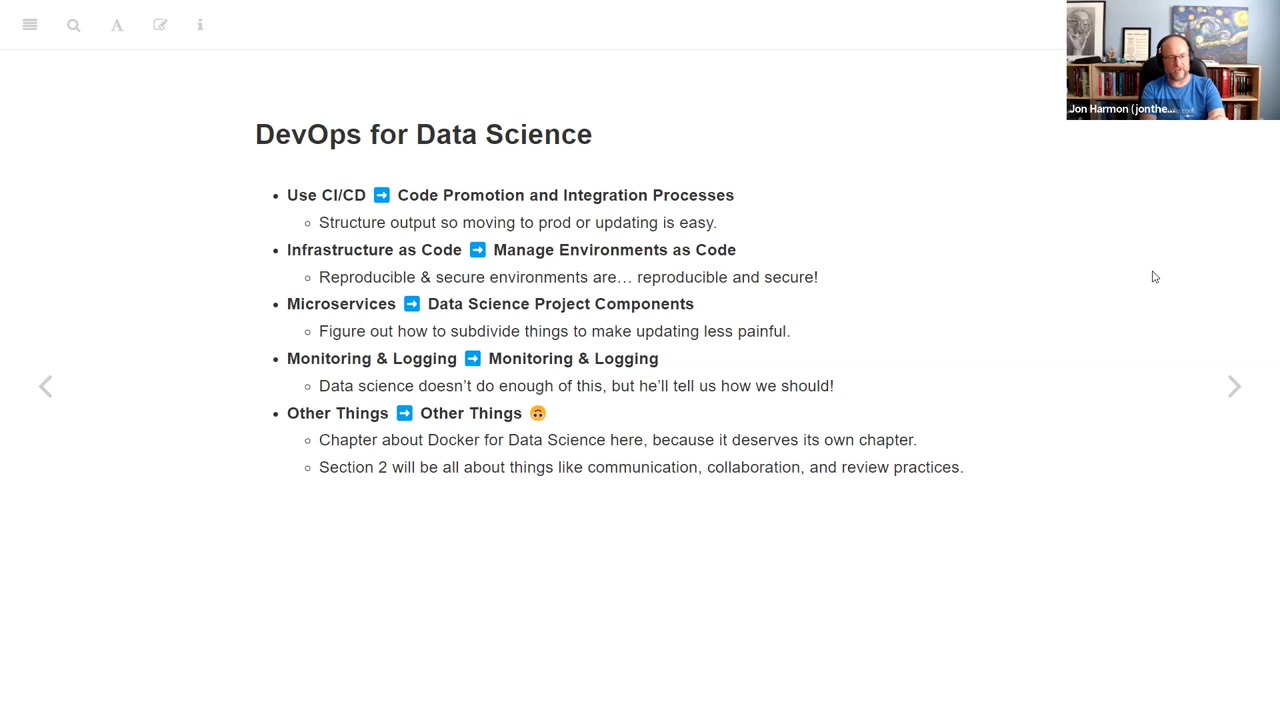 Jon Harmon (jonthe...
DevOps for Data Science
Use CI/CD ➡️ Code Promotion and Integration Processes
Structure output so moving to prod or updating is easy.
Infrastructure as Code ➡️ Manage Environments as Code
Reproducible & secure environments are… reproducible and secure!
Microservices ➡️ Data Science Project Components
Figure out how to subdivide things to make updating less painful.
Monitoring & Logging ➡️ Monitoring & Logging
Data science doesn’t do enough of this, but he’ll tell us how we should!
Other Things ➡️ Other Things 🙃
Chapter about Docker for Data Science here, because it deserves its own chapter.
Section 2 will be all about things like communication, collaboration, and review practices.